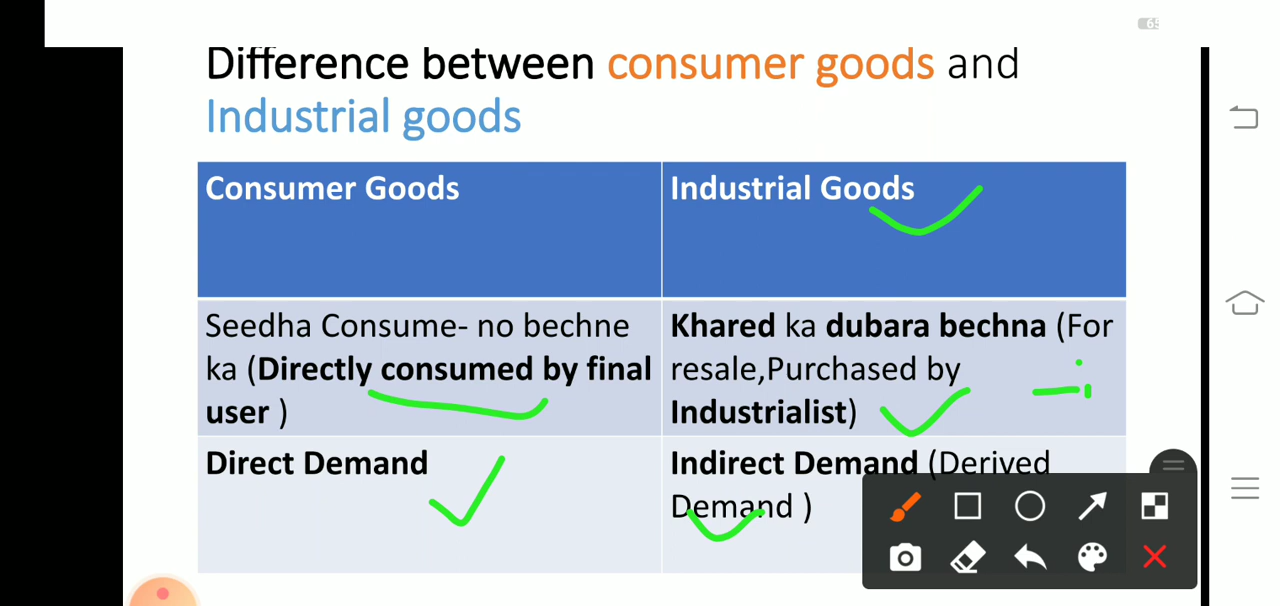 Difference between consumer goods and
Industrial goods
Consumer Goods
Industrial Goods
Seedha Consume- no bechne
ka (Directly consumed by final
user )
Khared ka dubara bechna (For
resale,Purchased by
Industrialist)
Direct Demand
Indirect Demand (Derived
Demand )